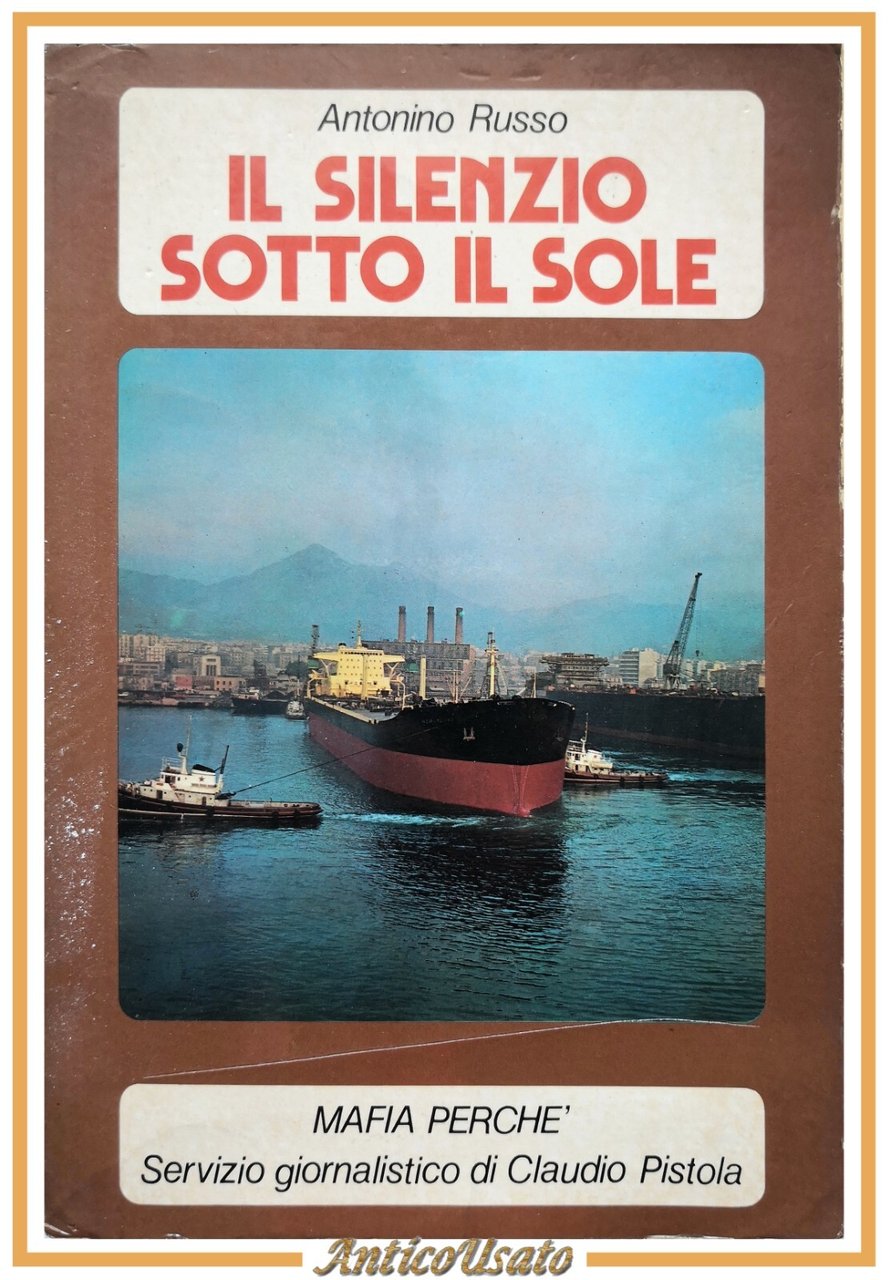 Antonino Russo
IL SILENZIO
SOTTO IL SOLE
MAFIA PERCHE'
Servizio giornalistico di Claudio Pistola
AnticoUsato